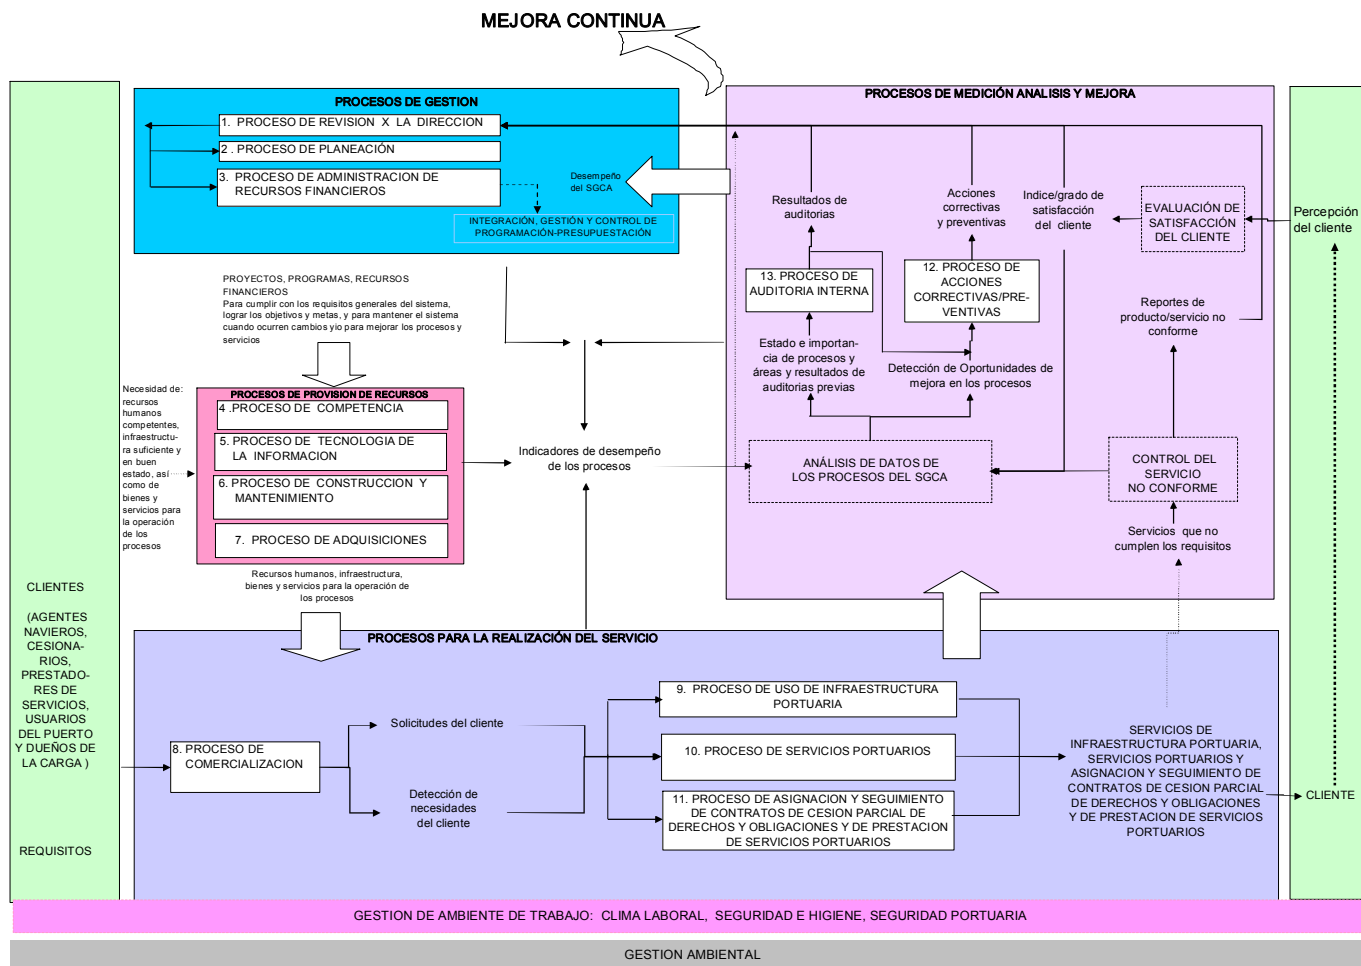 MEJORA CONTINUA
PROCESOS DE GESTION
1. PROCESO DE REVISION X LA DIRECCION
2 . PROCESO DE PLANEACIÓN
3. PROCESO DE ADMINISTRACION DE
RECURSOS FINANCIEROS
Desempeño
del SGCA
INTEGRACIÓN, GESTIÓN Y CONTROL DE
PROGRAMACIÓN-PRESUPUESTACIÓN
PROCESOS DE MEDICIÓN ANALISIS Y MEJORA
Resultados de
auditorias
Acciones
correctivas
y preventivas
Indice/grado de
satisfacción
del cliente
EVALUACIÓN DE
SATISFACCIÓN
DEL CLIENTE
Percepción
del cliente
13. PROCESO DE
AUDITORIA INTERNA
12. PROCESO DE
ACCIONES
CORRECTIVAS/PRE-
VENTIVAS
Reportes de
producto/servicio no
conforme
Estado e importan-
cia de procesos y
áreas y resultados de
auditorias previas
Detección de Oportunidades de
mejora en los procesos
ANÁLISIS DE DATOS DE
LOS PROCESOS DEL SGCA
CONTROL DEL
SERVICIO
NO CONFORME
Servicios que no
cumplen los requisitos
PROYECTOS, PROGRAMAS, RECURSOS
FINANCIEROS
Para cumplir con los requisitos generales del sistema,
lograr los objetivos y metas, y para mantener el sistema
cuando ocurren cambios y/o para mejorar los procesos y
servicios
Necesidad de:
recursos
humanos
competentes,
infraestructu-
ra suficiente y
en buen
estado, así
como de
bienes y
servicios para
la operación
de los
procesos
PROCESOS DE PROVISION DE RECURSOS
4 .PROCESO DE COMPETENCIA
5. PROCESO DE TECNOLOGIA DE
LA INFORMACION
6. PROCESO DE CONSTRUCCION Y
MANTENIMIENTO
7. PROCESO DE ADQUISICIONES
Indicadores de desempeño
de los procesos
Recursos humanos, infraestructura,
bienes y servicios para la operación de
los procesos
CLIENTES
(AGENTES
NAVIEROS,
CESIONA-
RIOS,
PRESTADO-
RES DE
SERVICIOS,
USUARIOS
DEL PUERTO
Y DUEÑOS DE
LA CARGA )
REQUISITOS
PROCESOS PARA LA REALIZACIÓN DEL SERVICIO
8. PROCESO DE
COMERCIALIZACION
Solicitudes del cliente
Detección de
necesidades
del cliente
9. PROCESO DE USO DE INFRAESTRUCTURA
PORTUARIA
10. PROCESO DE SERVICIOS PORTUARIOS
11. PROCESO DE ASIGNACION Y SEGUIMIENTO
DE CONTRATOS DE CESION PARCIAL DE
DERECHOS Y OBLIGACIONES Y DE PRESTACION
DE SERVICIOS PORTUARIOS
SERVICIOS DE
INFRAESTRUCTURA PORTUARIA,
SERVICIOS PORTUARIOS Y
ASIGNACION Y SEGUIMIENTO DE
CONTRATOS DE CESION PARCIAL
DE DERECHOS Y OBLIGACIONES
Y DE PRESTACION DE SERVICIOS
PORTUARIOS
CLIENTE
GESTION DE AMBIENTE DE TRABAJO: CLIMA LABORAL, SEGURIDAD E HIGIENE, SEGURIDAD PORTUARIA
GESTION AMBIENTAL